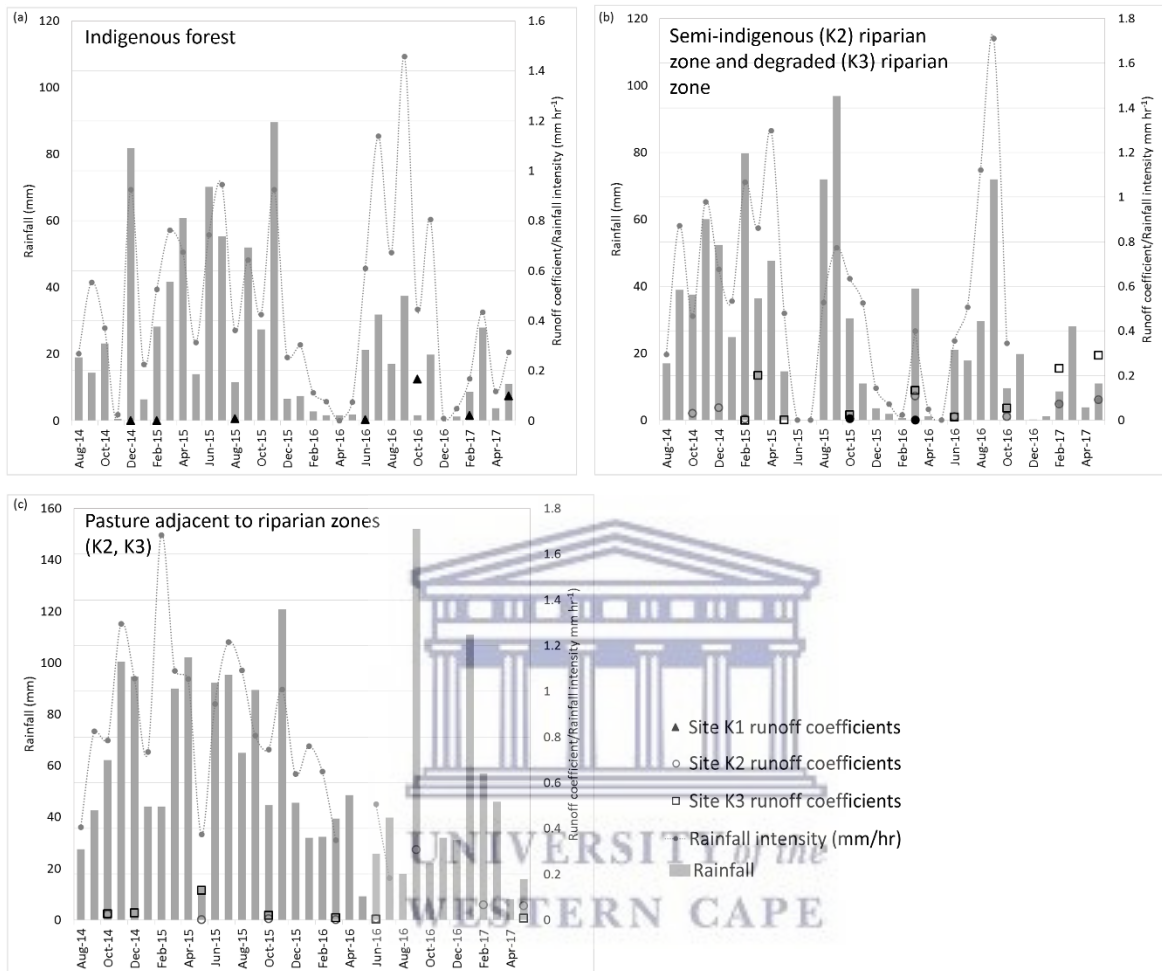 (a)
Indigenous forest
Rainfall (mm)
120
100
80
60
40
20
0
1.6
1.4
1.2
1
0.8
0.6
0.4
0.2
0
Runoff coefficient/Rainfall intensity (mm hr⁻¹)
Aug-14
Oct-14
Dec-14
Feb-15
Apr-15
Jun-15
Aug-15
Oct-15
Dec-15
Feb-16
Apr-16
Jun-16
Aug-16
Oct-16
Dec-16
Feb-17
Apr-17
(b)
Semi-indigenous (K2) riparian
zone and degraded (K3) riparian
zone
Rainfall (mm)
120
100
80
60
40
20
0
1.8
1.6
1.4
1.2
1
0.8
0.6
0.4
0.2
0
Runoff coefficient/Rainfall intensity mm hr⁻¹)
Aug-14
Oct-14
Dec-14
Feb-15
Apr-15
Jun-15
Aug-15
Oct-15
Dec-15
Feb-16
Apr-16
Jun-16
Aug-16
Oct-16
Dec-16
Feb-17
Apr-17
(c)
Pasture adjacent to riparian zones
(K2, K3)
Rainfall (mm)
160
140
120
100
80
60
40
20
0
1.8
1.6
1.4
1.2
1
0.8
0.6
0.4
0.2
0
Runoff coefficient/Rainfall intensity mm hr⁻¹)
Aug-14
Oct-14
Dec-14
Feb-15
Apr-15
Jun-15
Aug-15
Oct-15
Dec-15
Feb-16
Apr-16
Jun-16
Aug-16
Oct-16
Dec-16
Feb-17
Apr-17
Site K1 runoff coefficients
Site K2 runoff coefficients
Site K3 runoff coefficients
Rainfall intensity (mm/hr)
Rainfall
UNIVERSITY of the
WESTERN CAPE